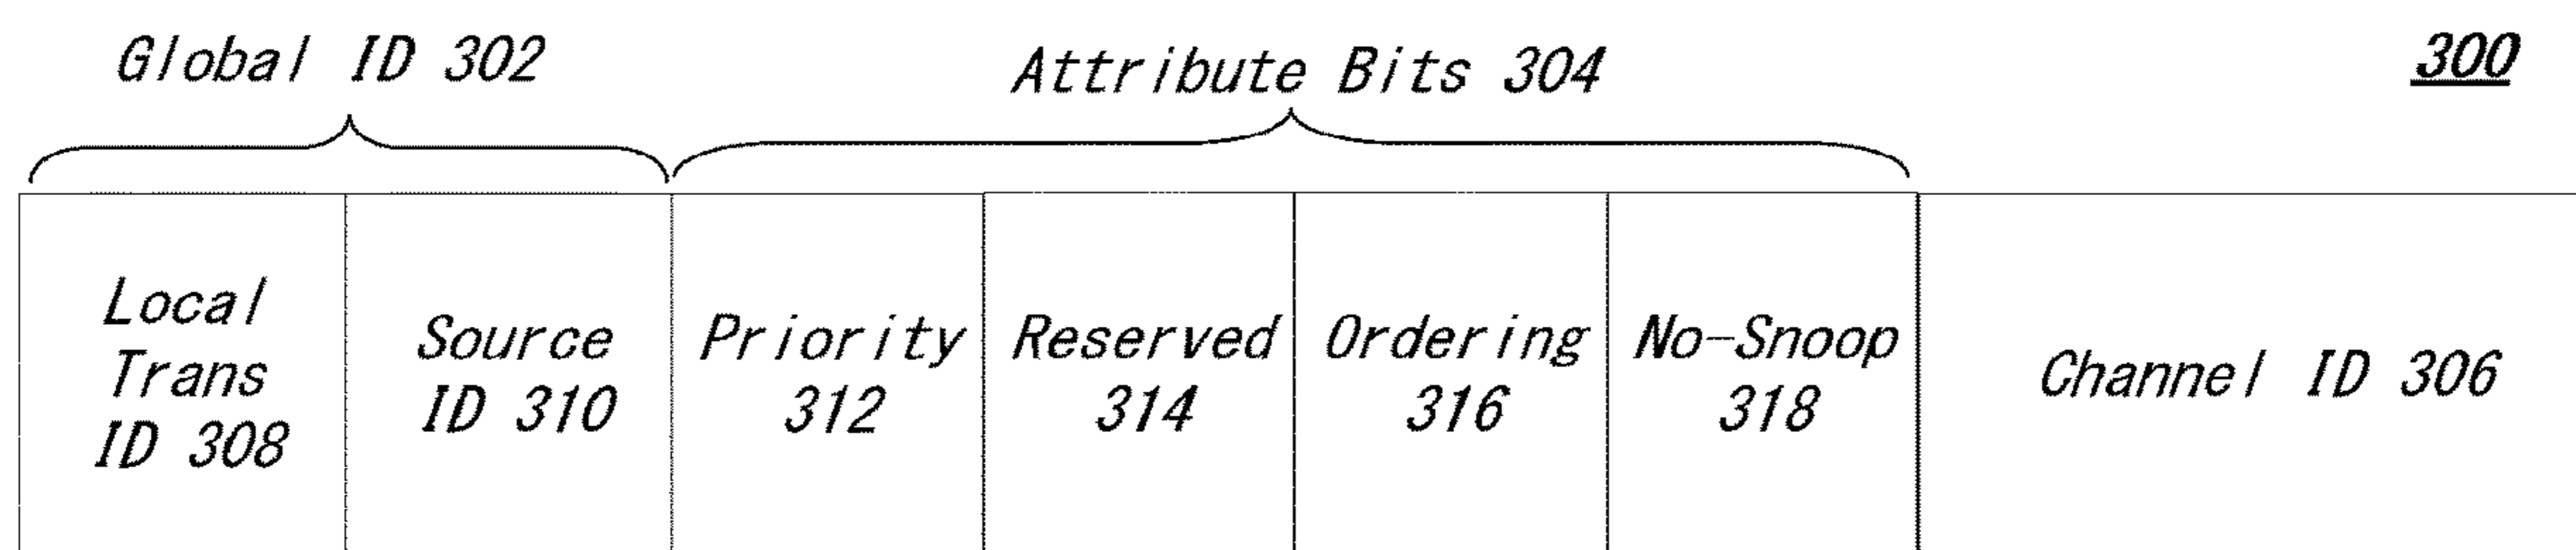 Global ID 302
Attribute Bits 304
300
Local
Trans
ID 308
Source
ID 310
Priority
312
Reserved
314
Ordering
316
No-Snoop
318
Channel ID 306